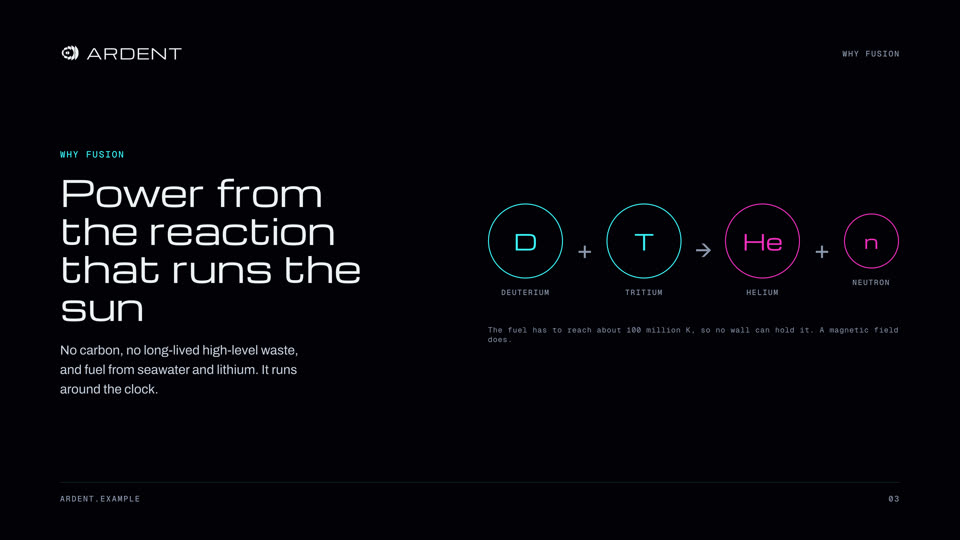 ARDENT
WHY FUSION
WHY FUSION
Power from
the reaction
that runs the
sun
No carbon, no long-lived high-level waste,
and fuel from seawater and lithium. It runs
around the clock.
D + T → He + n
DEUTERIUM TRITIUM HELIUM NEUTRON
The fuel has to reach about 100 million K, so no wall can hold it. A magnetic field
does.
ARDENT.EXAMPLE
03